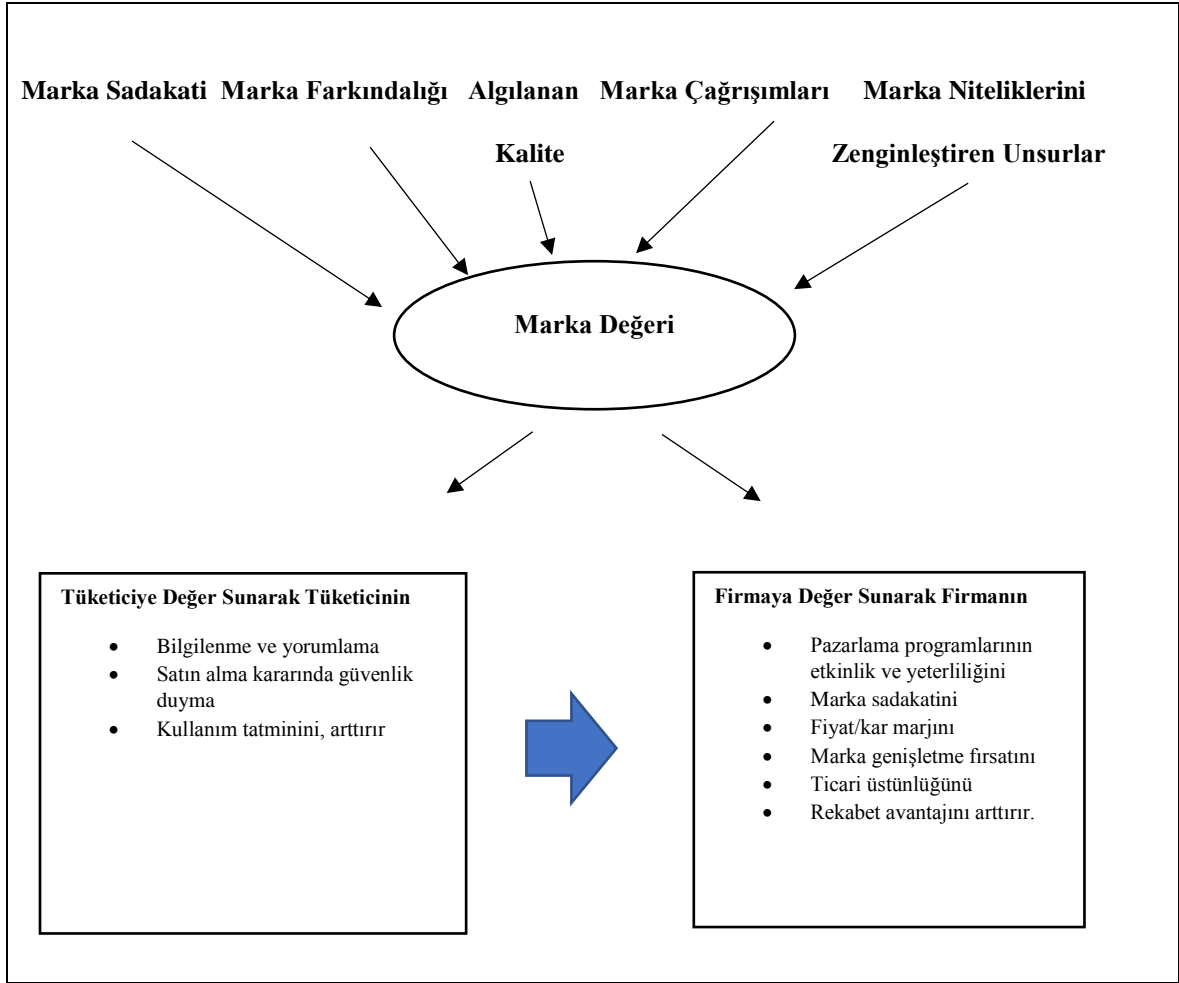 Marka Sadakati Marka Farkındalığı Algılanan Marka Çağrışımları Marka Niteliklerini
Kalite Zenginleştiren Unsurlar
Marka Değeri
Tüketiciye Değer Sunarak Tüketicinin
• Bilgilenme ve yorumlama
• Satın alma kararında güvenlik
duyma
• Kullanım tatminini, arttırır
Firmaya Değer Sunarak Firmanın
• Pazarlama programlarının
etkinlik ve yeterliliğini
• Marka sadakatini
• Fiyat/kar marjını
• Marka genişletme fırsatını
• Ticari üstünlüğünü
• Rekabet avantajını arttırır.